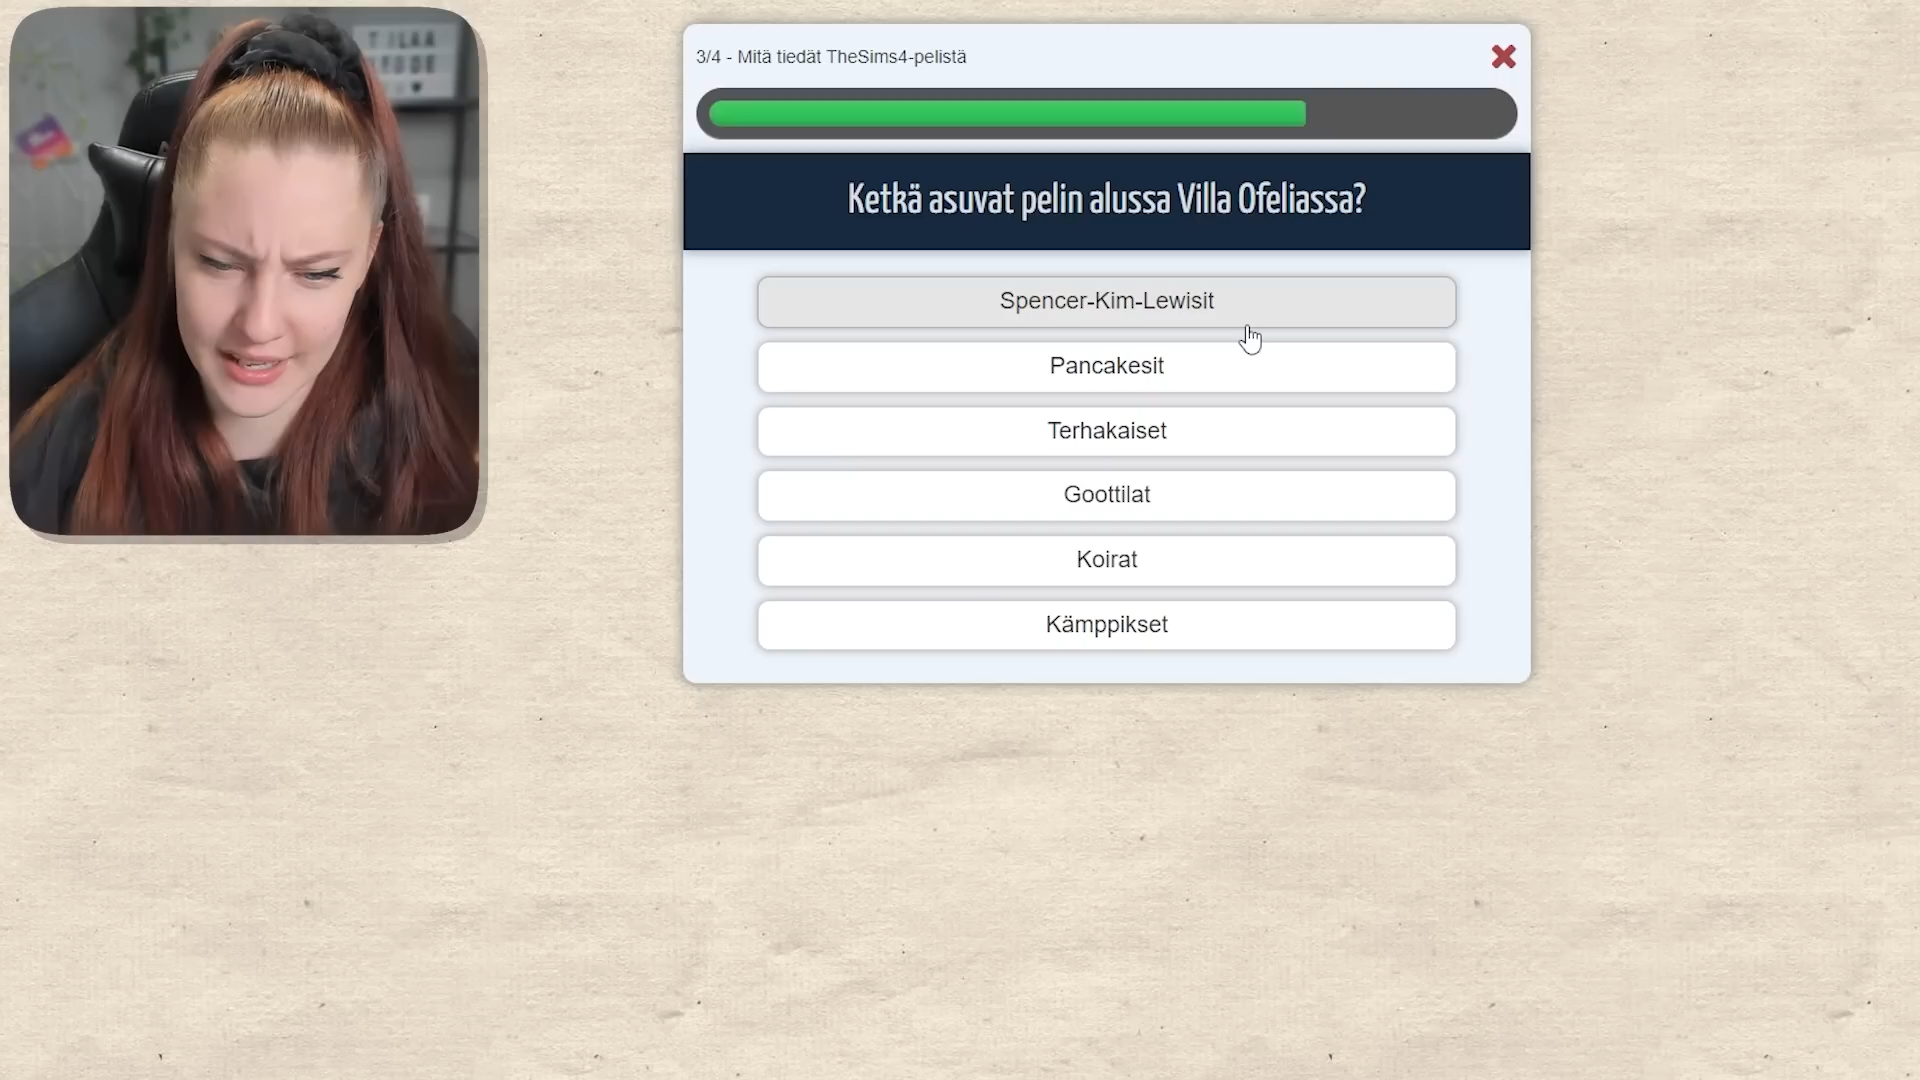 3/4 - Mitä tiedät TheSims4-pelistä
Ketkä asuvat pelin alussa Villa Ofeliassa?
Spencer-Kim-Lewisit
Pancakesit
Terhakaiset
Goottilat
Koirat
Kämppikset